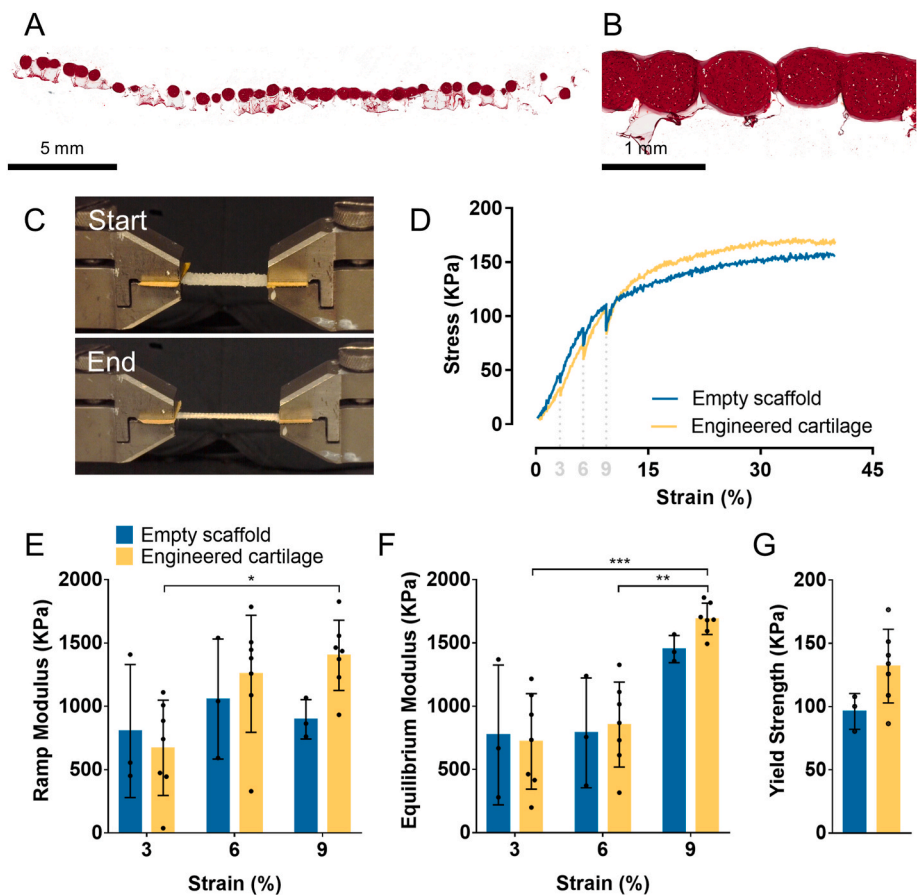 A
B
5 mm
1 mm
C
Start
End
D
Stress (KPa)
200
150
100
50
0
Empty scaffold
Engineered cartilage
0
3
6
9
15
30
45
Strain (%)
E
Empty scaffold
Engineered cartilage
Ramp Modulus (KPa)
2000
1500
1000
500
0
*
3
6
9
Strain (%)
F
Equilibrium Modulus (KPa)
2000
1500
1000
500
0
***
**
3
6
9
Strain (%)
G
Yield Strength (KPa)
200
150
100
50
0